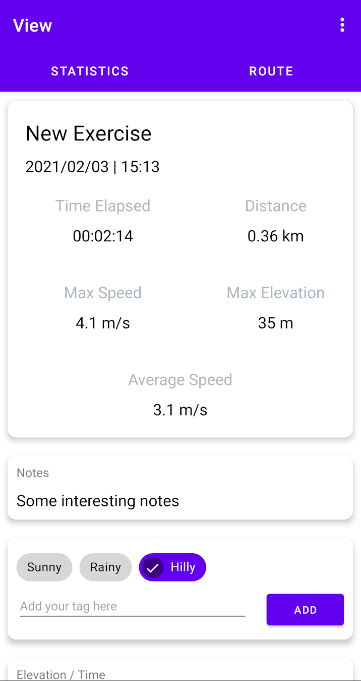 View
STATISTICS ROUTE
New Exercise
2021/02/03 | 15:13
Time Elapsed Distance
00:02:14 0.36 km
Max Speed Max Elevation
4.1 m/s 35 m
Average Speed
3.1 m/s
Notes
Some interesting notes
Sunny Rainy Hilly
Add your tag here ADD
Elevation / Time